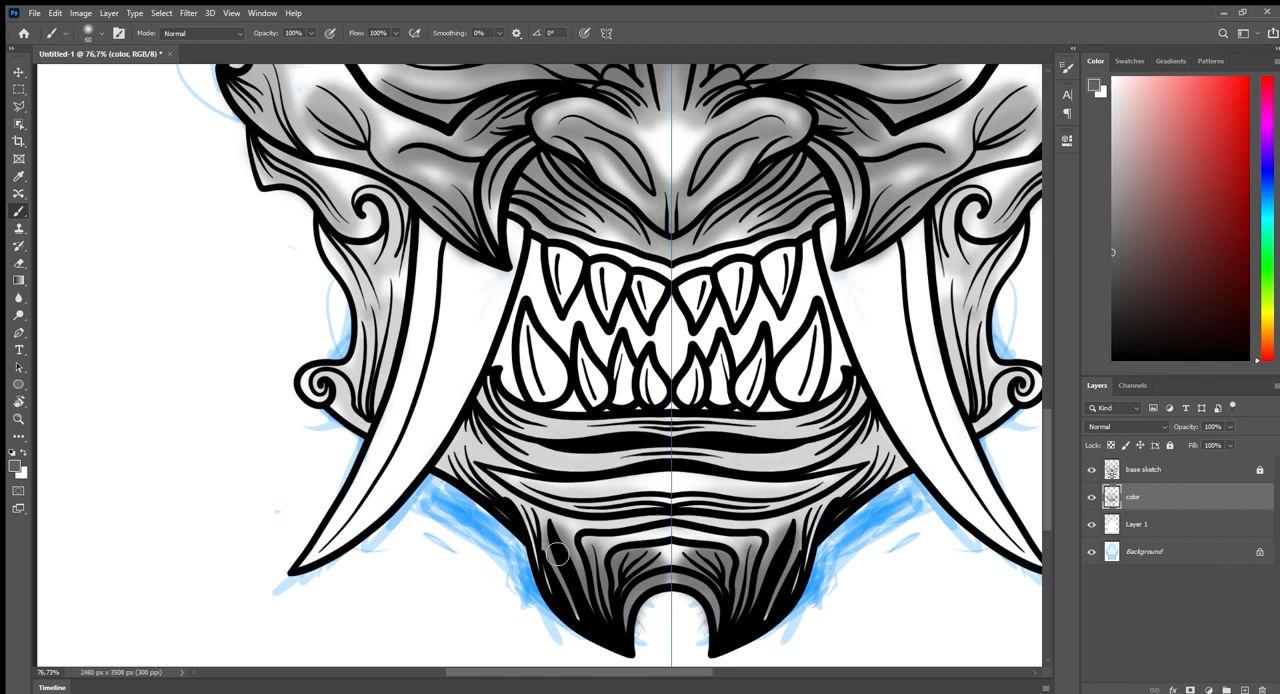 Ps File Edit Image Layer Type Select Filter 3D View Window Help
60 Mode: Normal Opacity: 100% Flow: 100% Smoothing: 0% 0°
Untitled-1 @ 76,7% (color, RGB/8) *
Color Swatches Gradients Patterns
Layers Channels
Kind
Normal Opacity: 100%
Lock: Fill: 100%
base sketch
color
Layer 1
Background
76,73% 2480 px x 3508 px (300 ppi)
Timeline